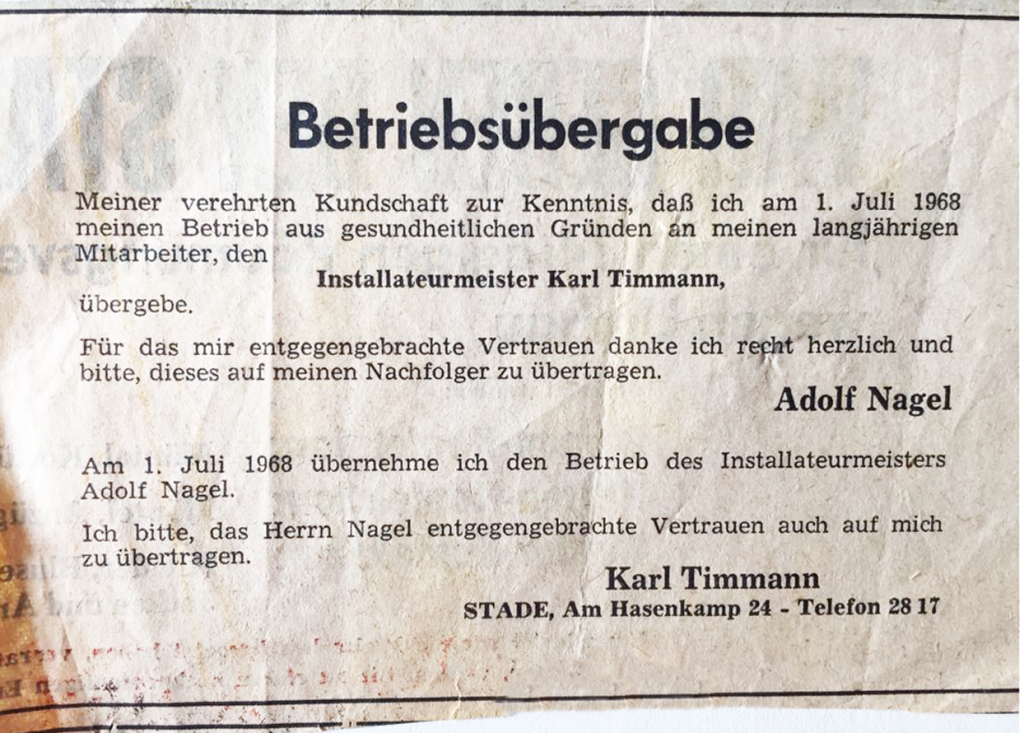 Betriebsübergabe
Meiner verehrten Kundschaft zur Kenntnis, daß ich am 1. Juli 1968
meinen Betrieb aus gesundheitlichen Gründen an meinen langjährigen
Mitarbeiter, den
Installateurmeister Karl Timmann,
übergebe.
Für das mir entgegengebrachte Vertrauen danke ich recht herzlich und
bitte, dieses auf meinen Nachfolger zu übertragen.
Adolf Nagel
Am 1. Juli 1968 übernehme ich den Betrieb des Installateurmeisters
Adolf Nagel.
Ich bitte, das Herrn Nagel entgegengebrachte Vertrauen auch auf mich
zu übertragen.
Karl Timmann
STADE, Am Hasenkamp 24 - Telefon 28 17